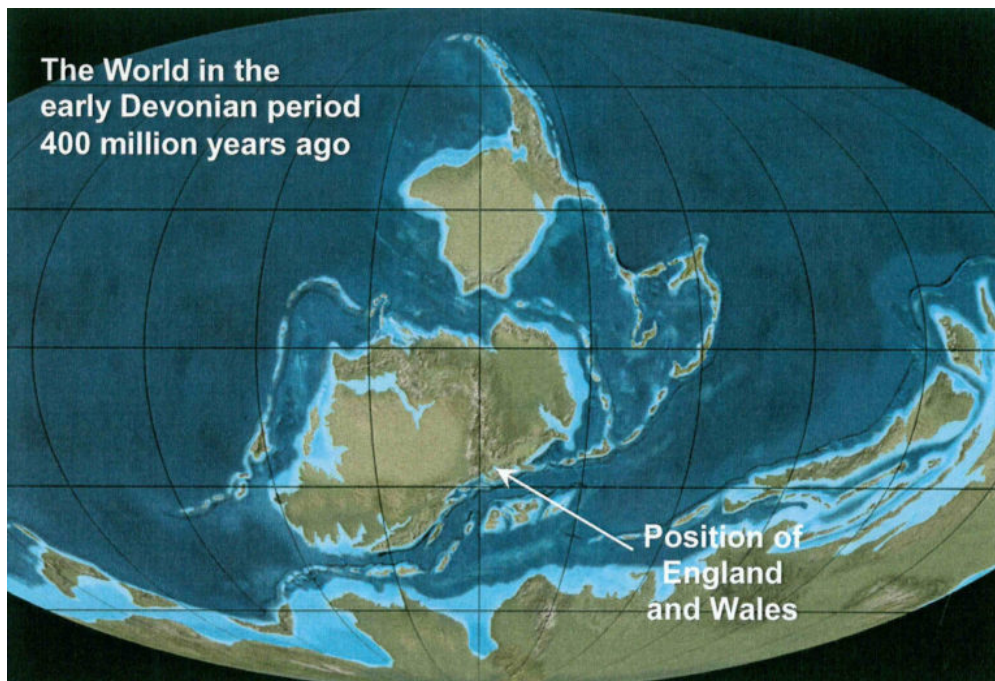 The World in the
early Devonian period
400 million years ago
Position of
England
and Wales